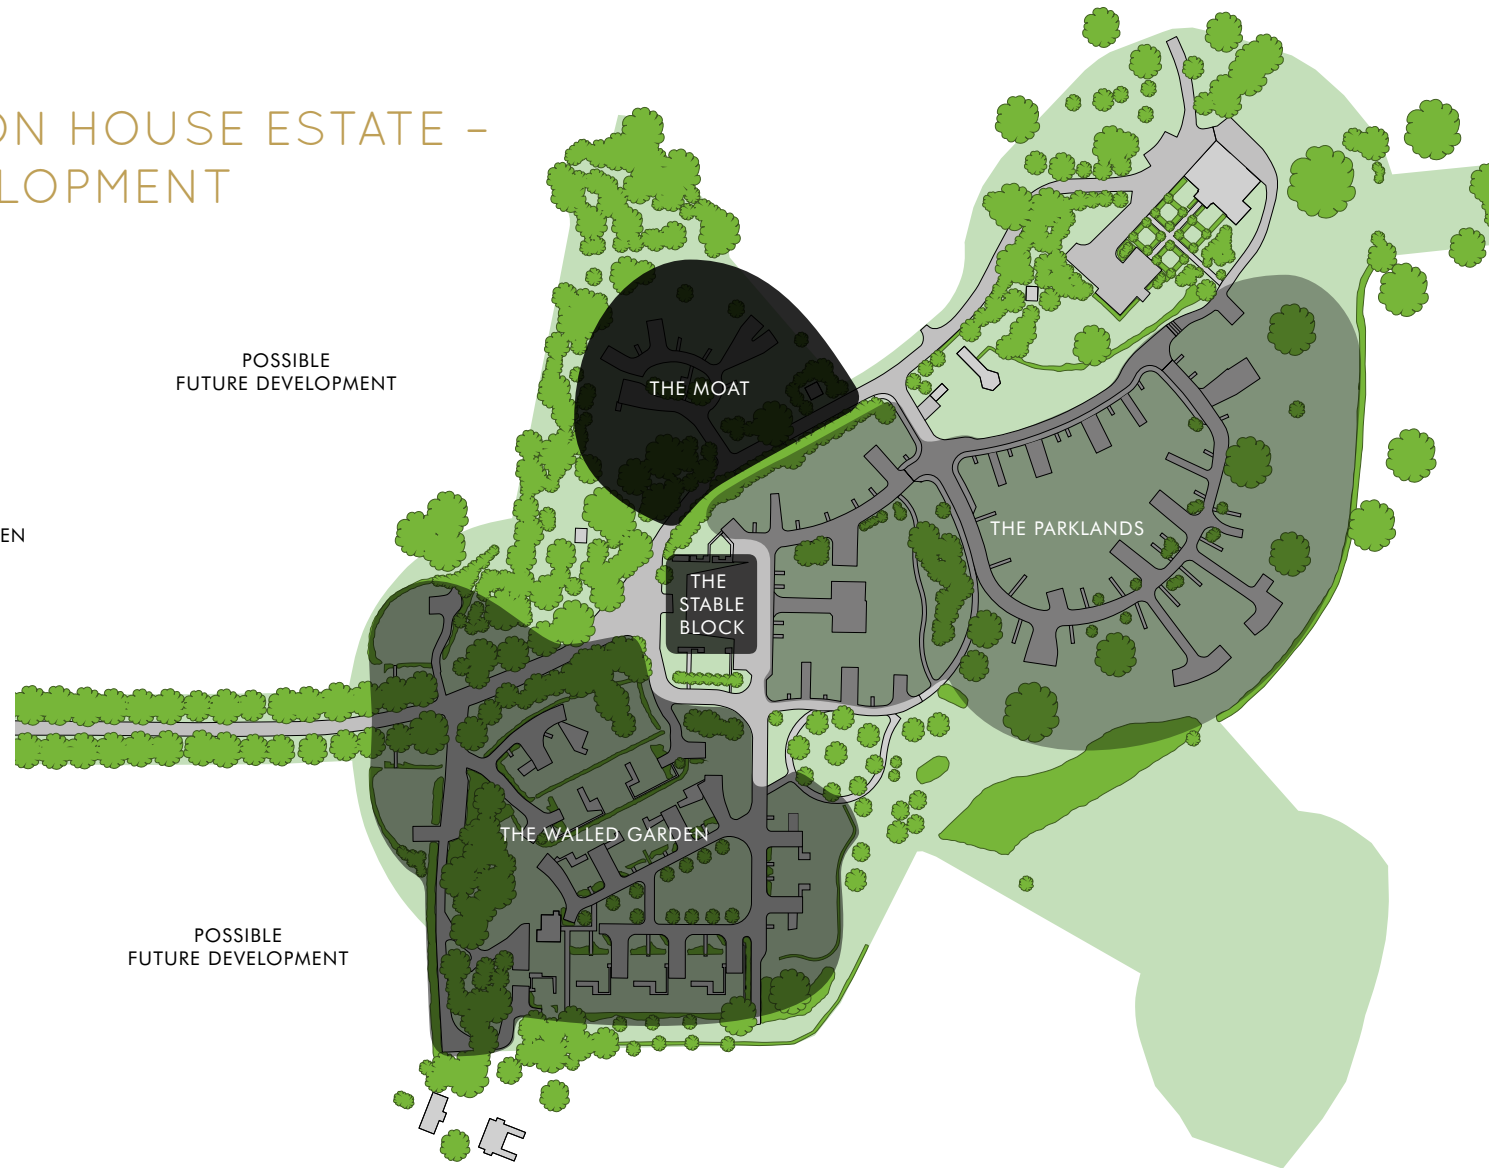 ON HOUSE ESTATE –
LOPMENT
POSSIBLE
FUTURE DEVELOPMENT
THE MOAT
EN
THE PARKLANDS
THE
STABLE
BLOCK
THE WALLED GARDEN
POSSIBLE
FUTURE DEVELOPMENT